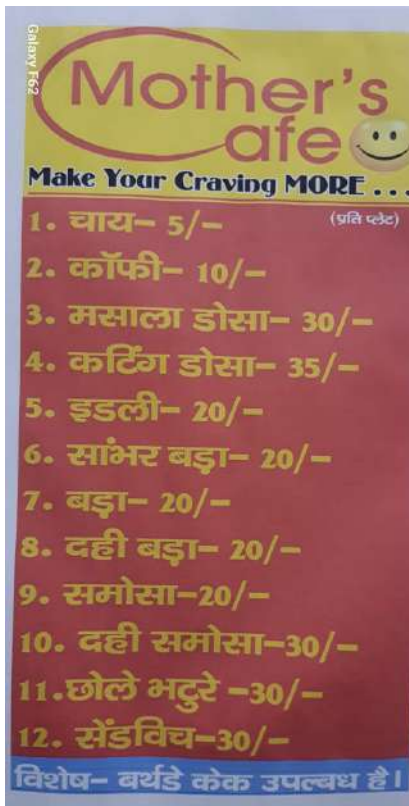 Galaxy F62
Mother's
Cafe
Make Your Craving MORE ...
(प्रति प्लेट)
1. चाय- 5/-
2. कॉफी- 10/-
3. मसाला डोसा- 30/-
4. कटिंग डोसा- 35/-
5. इडली- 20/-
6. सांभर बड़ा- 20/-
7. बड़ा- 20/-
8. दही बड़ा- 20/-
9. समोसा-20/-
10. दही समोसा-30/-
11.छोले भटुरे -30/-
12. सेंडविच-30/-
विशेष- बर्थडे केक उपल्बध है।